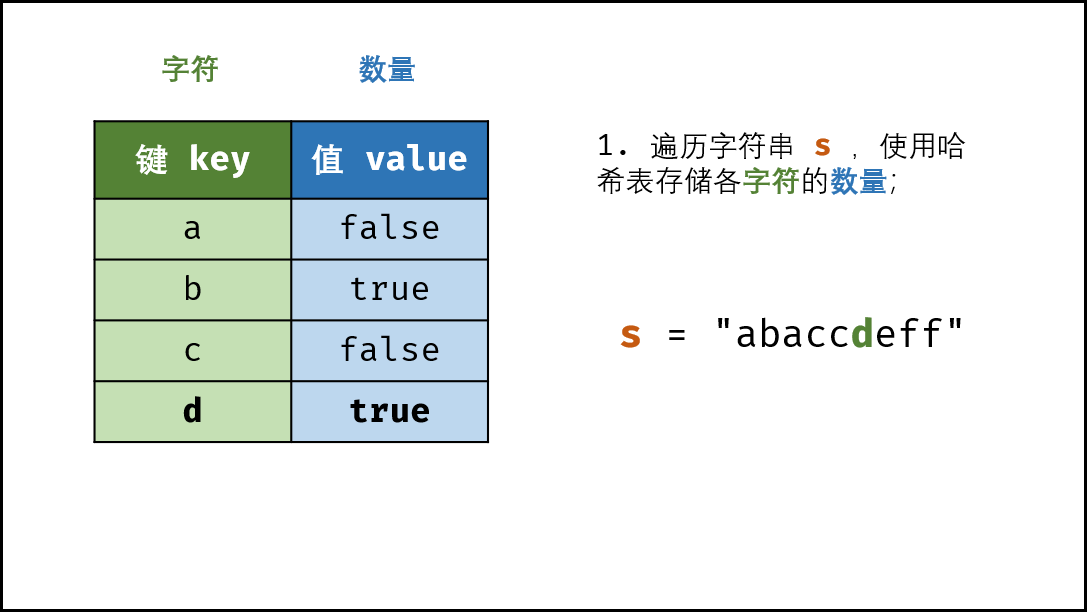 字符 数量
键 key 值 value
a false
b true
c false
d true
1. 遍历字符串 s ，使用哈
希表存储各字符的数量;
s = "abaccdeff"